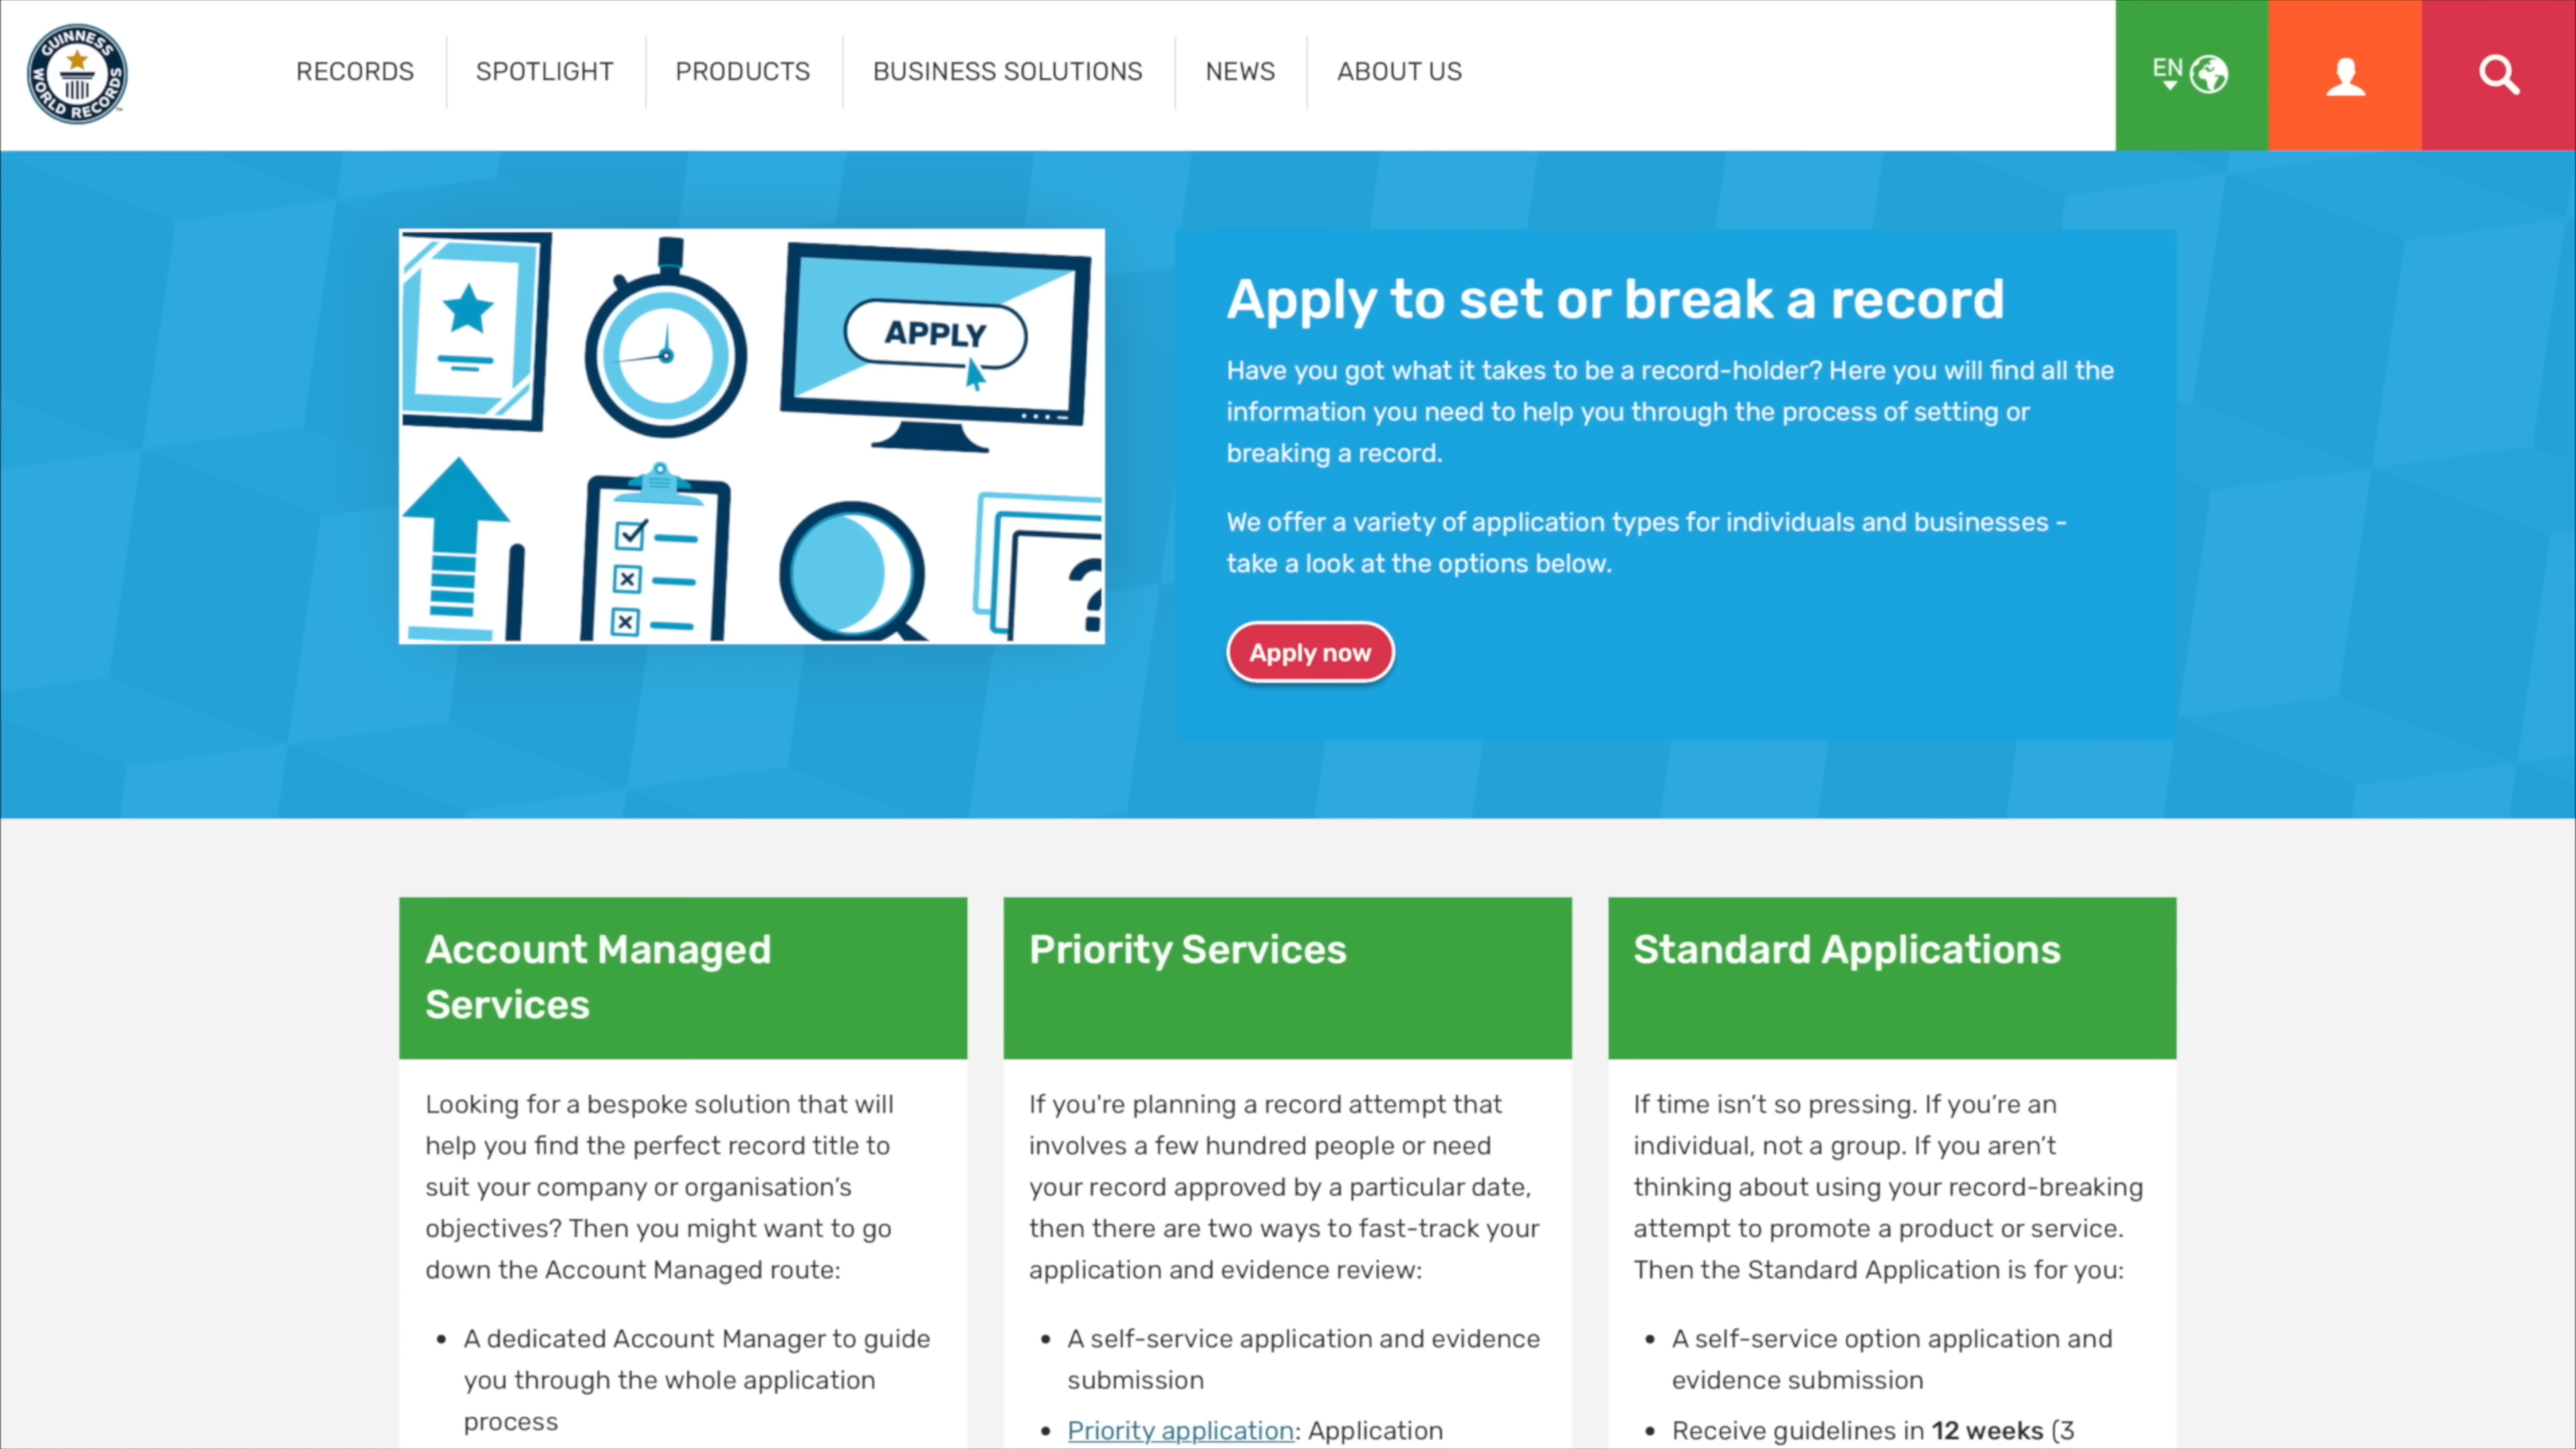 GUINNESS
WORLD RECORDS
RECORDS
SPOTLIGHT
PRODUCTS
BUSINESS SOLUTIONS
NEWS
ABOUT US
EN
APPLY
?
Apply to set or break a record
Have you got what it takes to be a record-holder? Here you will find all the
information you need to help you through the process of setting or
breaking a record.
We offer a variety of application types for individuals and businesses -
take a look at the options below.
Apply now
Account Managed
Services
Looking for a bespoke solution that will
help you find the perfect record title to
suit your company or organisation’s
objectives? Then you might want to go
down the Account Managed route:
• A dedicated Account Manager to guide
you through the whole application
process
Priority Services
If you're planning a record attempt that
involves a few hundred people or need
your record approved by a particular date,
then there are two ways to fast-track your
application and evidence review:
• A self-service application and evidence
submission
• Priority application: Application
Standard Applications
If time isn’t so pressing. If you’re an
individual, not a group. If you aren’t
thinking about using your record-breaking
attempt to promote a product or service.
Then the Standard Application is for you:
• A self-service option application and
evidence submission
• Receive guidelines in 12 weeks (3